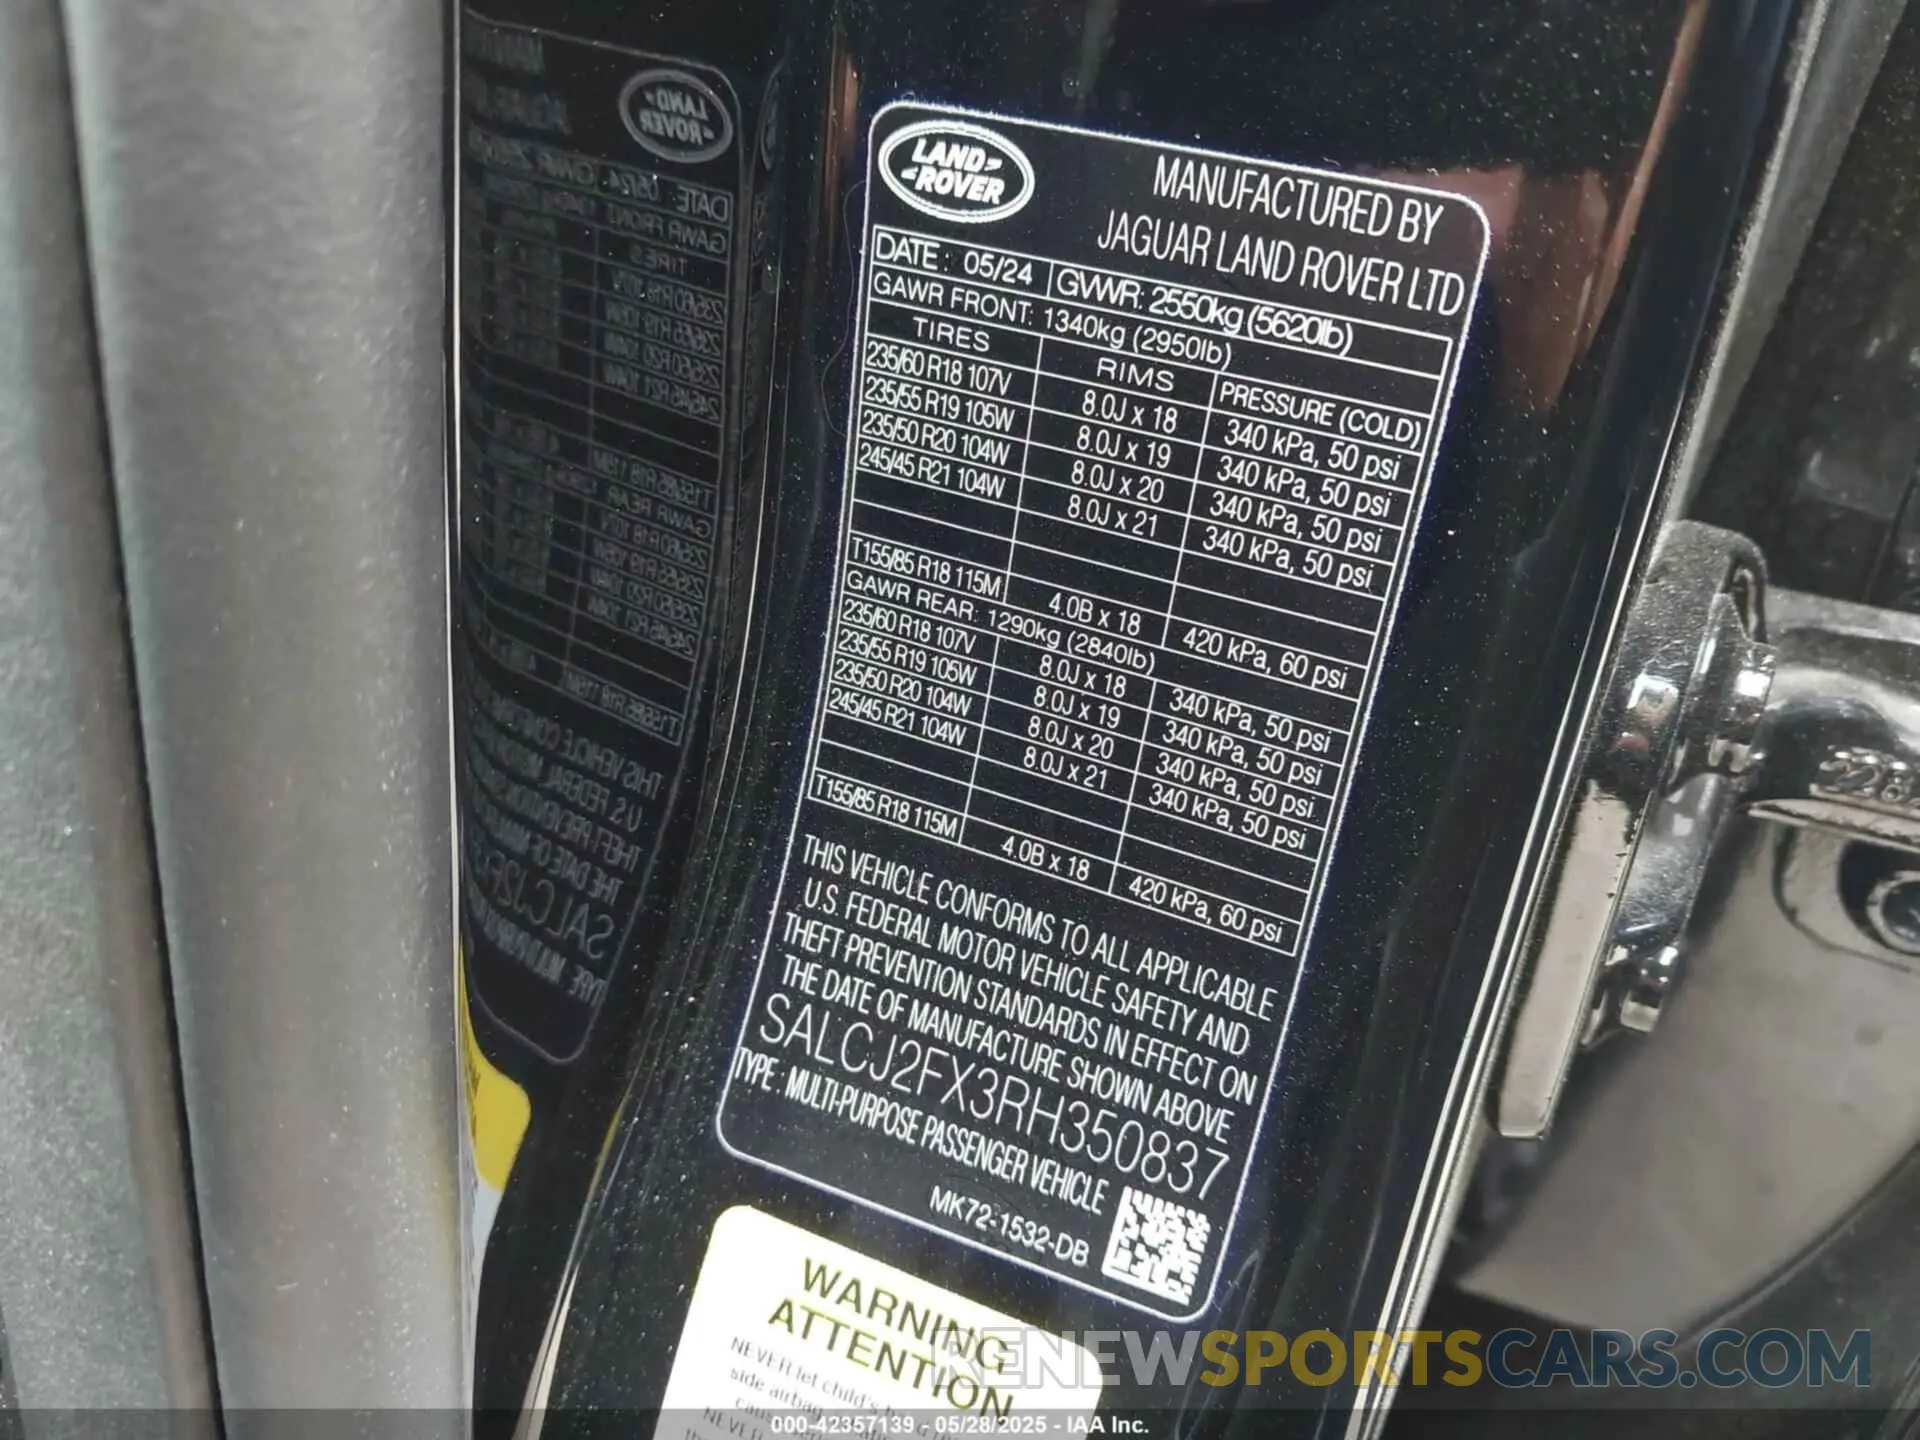 LAND ROVER
MANUFACTURED BY
JAGUAR LAND ROVER LTD
DATE: 05/24 GVWR: 2550kg (5620lb)
GAWR FRONT: 1340kg (2950lb)
TIRES RIMS PRESSURE (COLD)
235/60 R18 107V 8.0J x 18 340 kPa, 50 psi
235/55 R19 105W 8.0J x 19 340 kPa, 50 psi
235/50 R20 104W 8.0J x 20 340 kPa, 50 psi
245/45 R21 104W 8.0J x 21 340 kPa, 50 psi
T155/85 R18 115M 4.0B x 18 420 kPa, 60 psi
GAWR REAR: 1290kg (2840lb)
235/60 R18 107V 8.0J x 18 340 kPa, 50 psi
235/55 R19 105W 8.0J x 19 340 kPa, 50 psi
235/50 R20 104W 8.0J x 20 340 kPa, 50 psi
245/45 R21 104W 8.0J x 21 340 kPa, 50 psi
T155/85 R18 115M 4.0B x 18 420 kPa, 60 psi
THIS VEHICLE CONFORMS TO ALL APPLICABLE
U.S. FEDERAL MOTOR VEHICLE SAFETY AND
THEFT PREVENTION STANDARDS IN EFFECT ON
THE DATE OF MANUFACTURE SHOWN ABOVE
SALCJ2FX3RH350837
TYPE: MULTI-PURPOSE PASSENGER VEHICLE
MK72-1532-DB
WARNING
ATTENTION
NEVER let child's
side airbag
NEVER
RENEWSPORTSCARS.COM
000-42357139 - 05/28/2025 - IAA Inc.